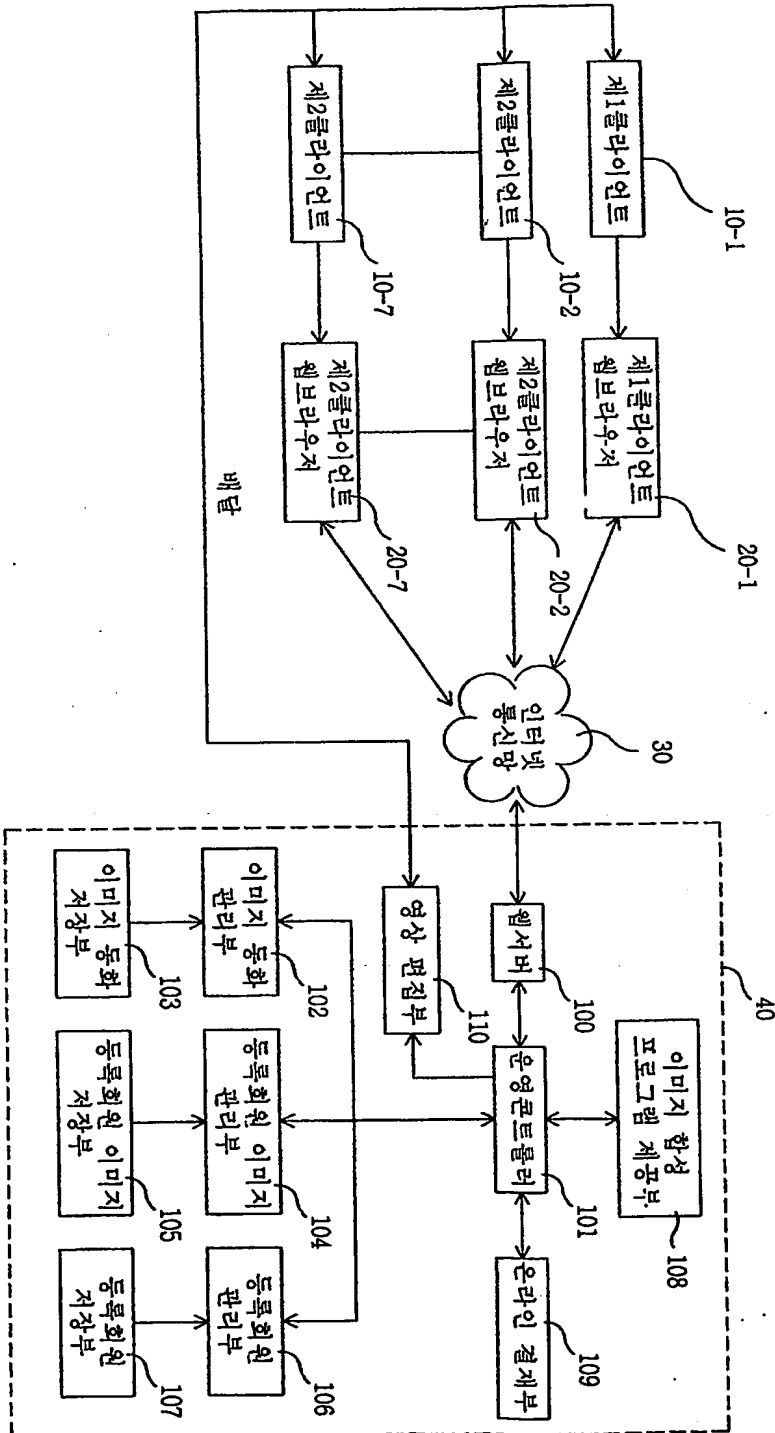 제1클라이언트
10-1
제1클라이언트
웹브라우저
20-1
제2클라이언트
10-2
제2클라이언트
웹브라우저
20-2
제2클라이언트
10-7
제2클라이언트
웹브라우저
20-7
배달
인터넷
통신망
30
40
웹서버
100
운영콘트롤러
101
이미지 합성
프로그램 제공부
108
온라인 결재부
109
영상 편집부
110
이미지 동화
관리부
102
이미지 동화
저장부
103
등록회원 이미지
관리부
104
등록회원 이미지
저장부
105
등록회원
관리부
106
등록회원
저장부
107